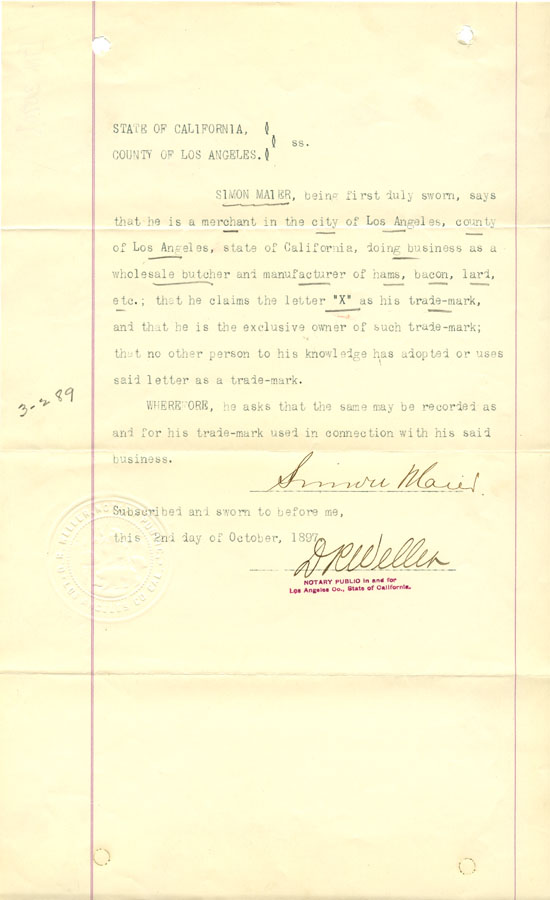 STATE OF CALIFORNIA,
ss.
COUNTY OF LOS ANGELES.
SIMON MAIER, being first duly sworn, says
that he is a merchant in the city of Los Angeles, county
of Los Angeles, state of California, doing business as a
wholesale butcher and manufacturer of hams, bacon, lard,
etc.; that he claims the letter "X" as his trade-mark,
and that he is the exclusive owner of such trade-mark;
that no other person to his knowledge has adopted or uses
said letter as a trade-mark.
3-289
WHEREFORE, he asks that the same may be recorded as
and for his trade-mark used in connection with his said
business.
Simon Maier
Subscribed and sworn to before me,
this 2nd day of October, 1897
D R Weller
NOTARY PUBLIC in and for
Los Angeles Co., State of California.